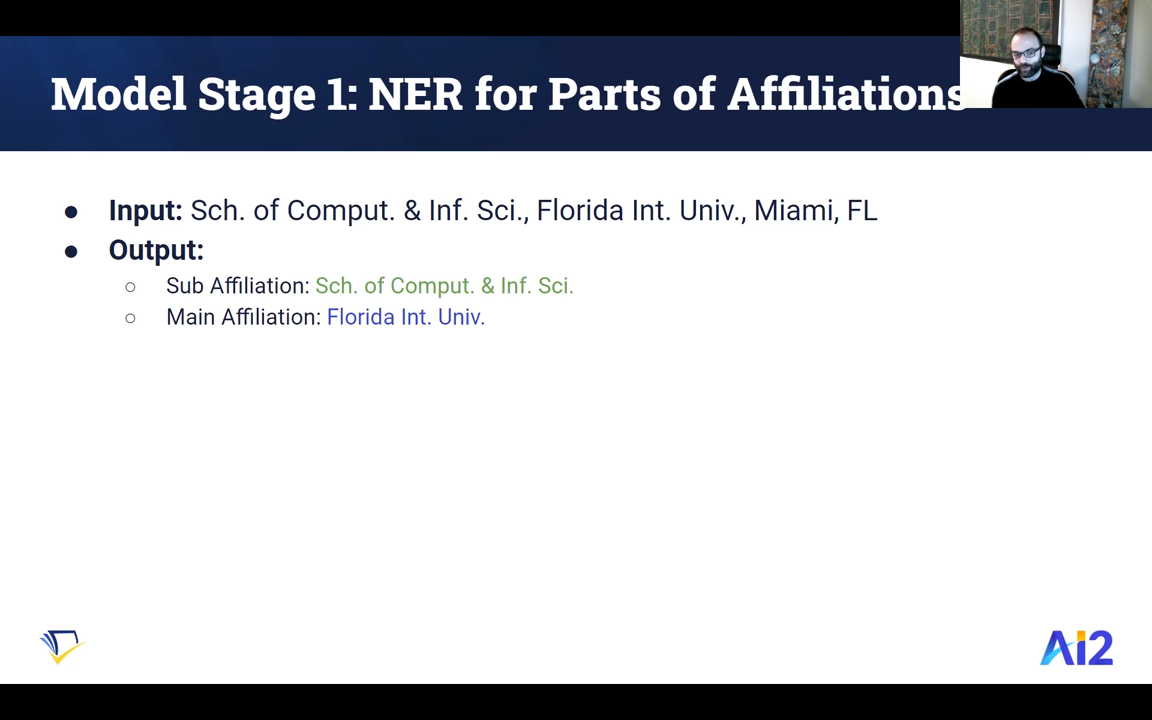 Model Stage 1: NER for Parts of Affiliations
● Input: Sch. of Comput. & Inf. Sci., Florida Int. Univ., Miami, FL
● Output:
○ Sub Affiliation: Sch. of Comput. & Inf. Sci.
○ Main Affiliation: Florida Int. Univ.
Ai2